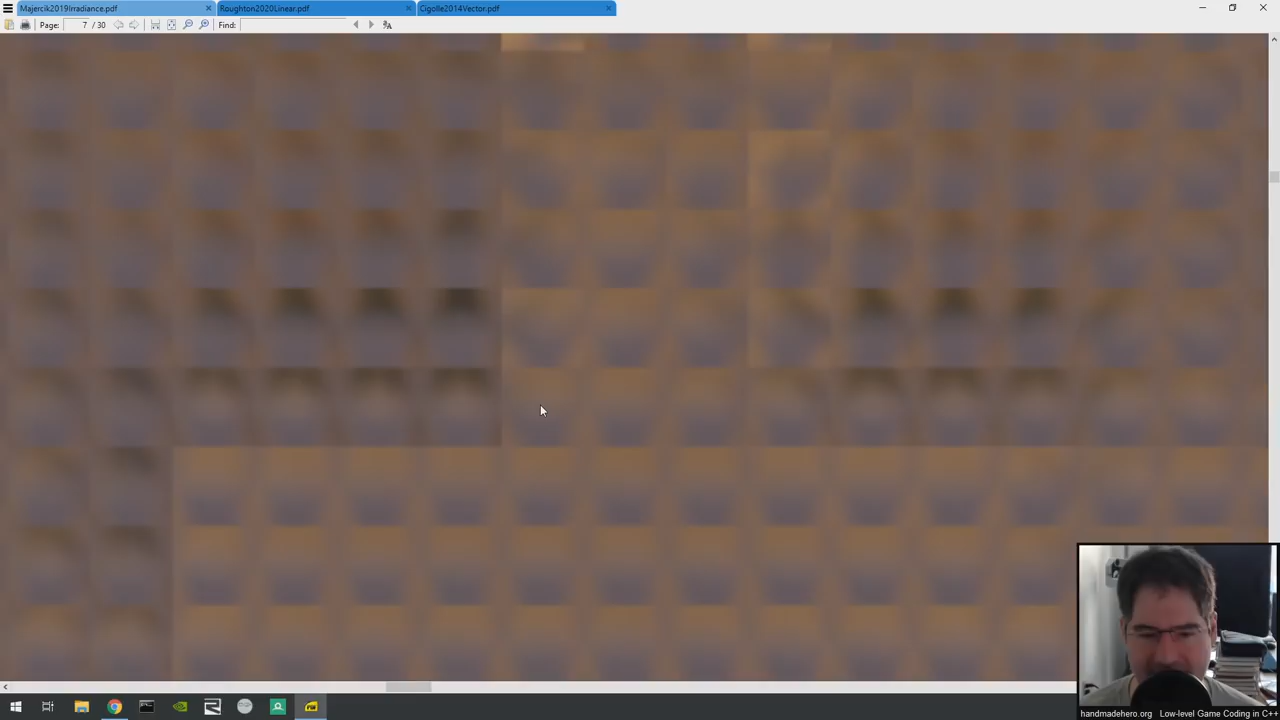 Majercik2019Irradiance.pdf
Roughton2020Linear.pdf
Cigolle2014Vector.pdf
Page: 7 / 30
Find:
handmadehero.org Low-level Game Coding in C++